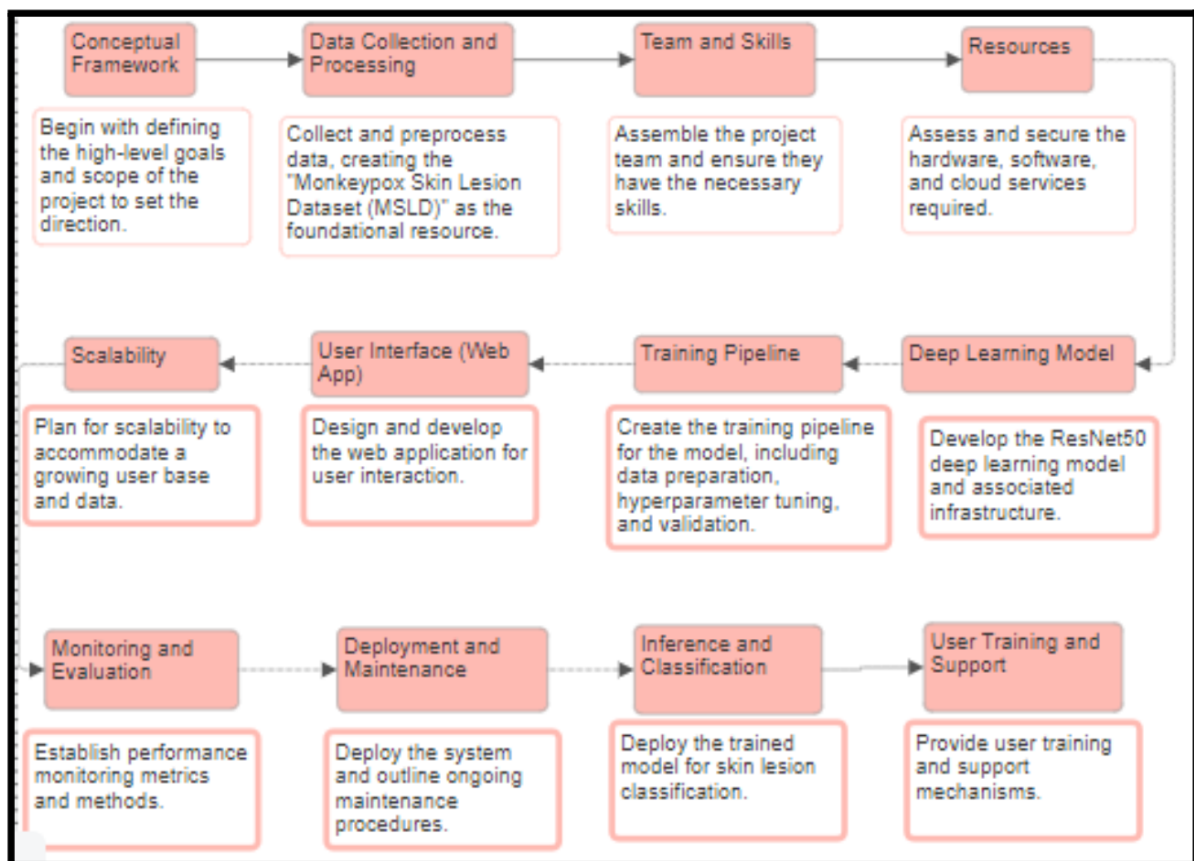 Conceptual
Framework
Data Collection and
Processing
Team and Skills
Resources
Begin with defining
the high-level goals
and scope of the
project to set the
direction.
Collect and preprocess
data, creating the
"Monkeypox Skin Lesion
Dataset (MSLD)" as the
foundational resource.
Assemble the project
team and ensure they
have the necessary
skills.
Assess and secure the
hardware, software,
and cloud services
required.
Scalability
User Interface (Web
App)
Training Pipeline
Deep Learning Model
Plan for scalability to
accommodate a
growing user base
and data.
Design and develop
the web application for
user interaction.
Create the training pipeline
for the model, including
data preparation,
hyperparameter tuning,
and validation.
Develop the ResNet50
deep learning model
and associated
infrastructure.
Monitoring and
Evaluation
Deployment and
Maintenance
Inference and
Classification
User Training and
Support
Establish performance
monitoring metrics
and methods.
Deploy the system
and outline ongoing
maintenance
procedures.
Deploy the trained
model for skin lesion
classification.
Provide user training
and support
mechanisms.